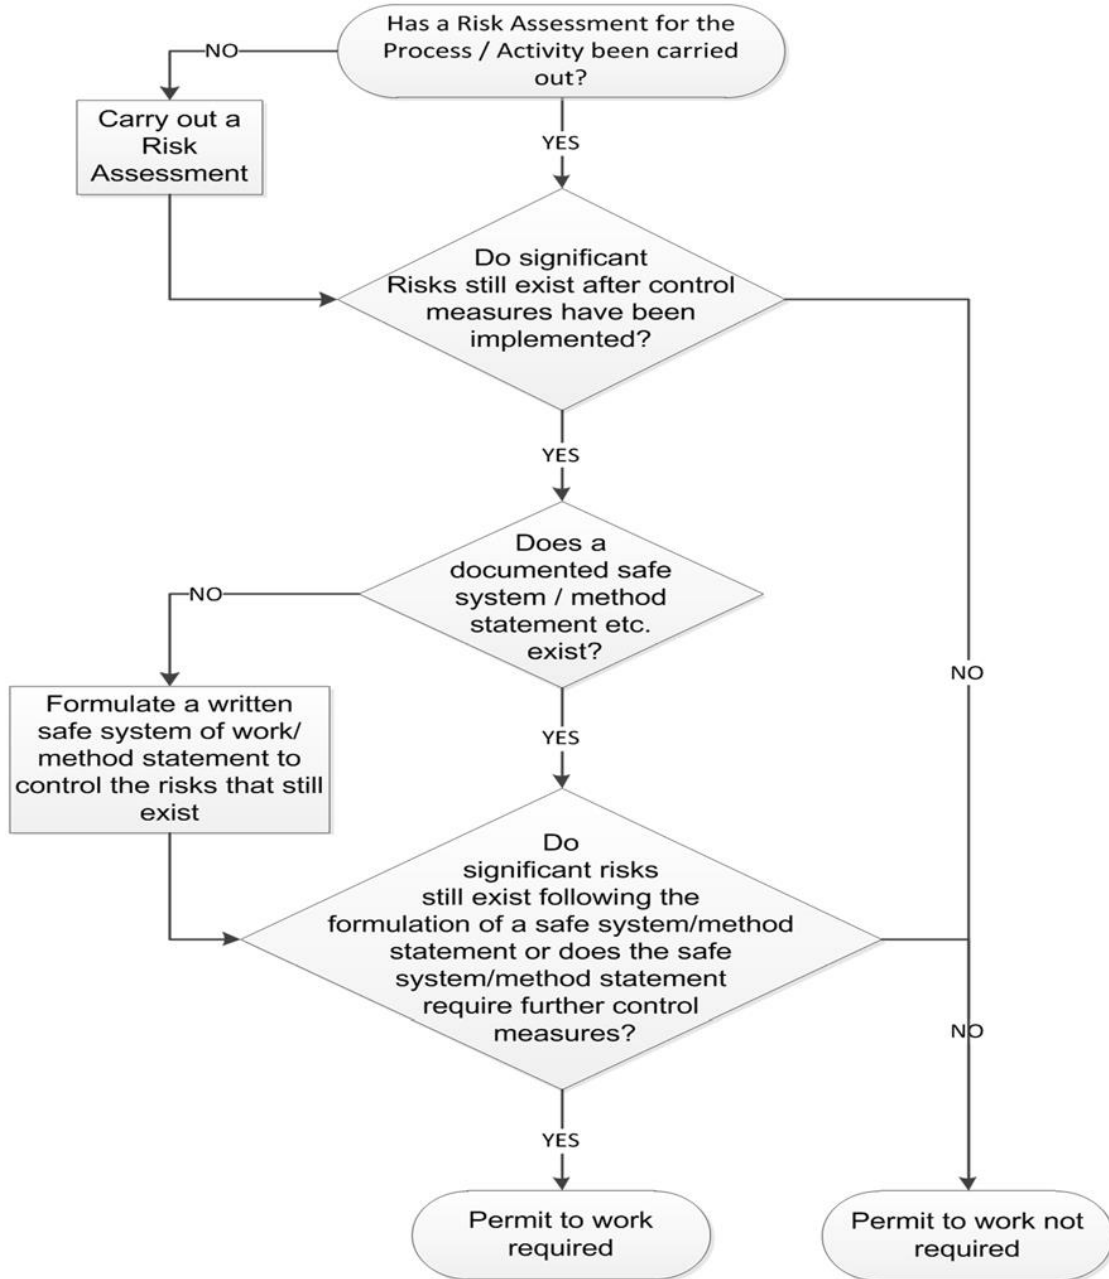 Has a Risk Assessment for the
Process / Activity been carried
out?
NO
Carry out a
Risk
Assessment
YES
Do significant
Risks still exist after control
measures have been
implemented?
YES
Does a
documented safe
system / method
statement etc.
exist?
NO
NO
Formulate a written
safe system of work/
method statement to
control the risks that still
exist
YES
Do
significant risks
still exist following the
formulation of a safe system/method
statement or does the safe
system/method statement
require further control
measures?
NO
YES
Permit to work
required
Permit to work not
required